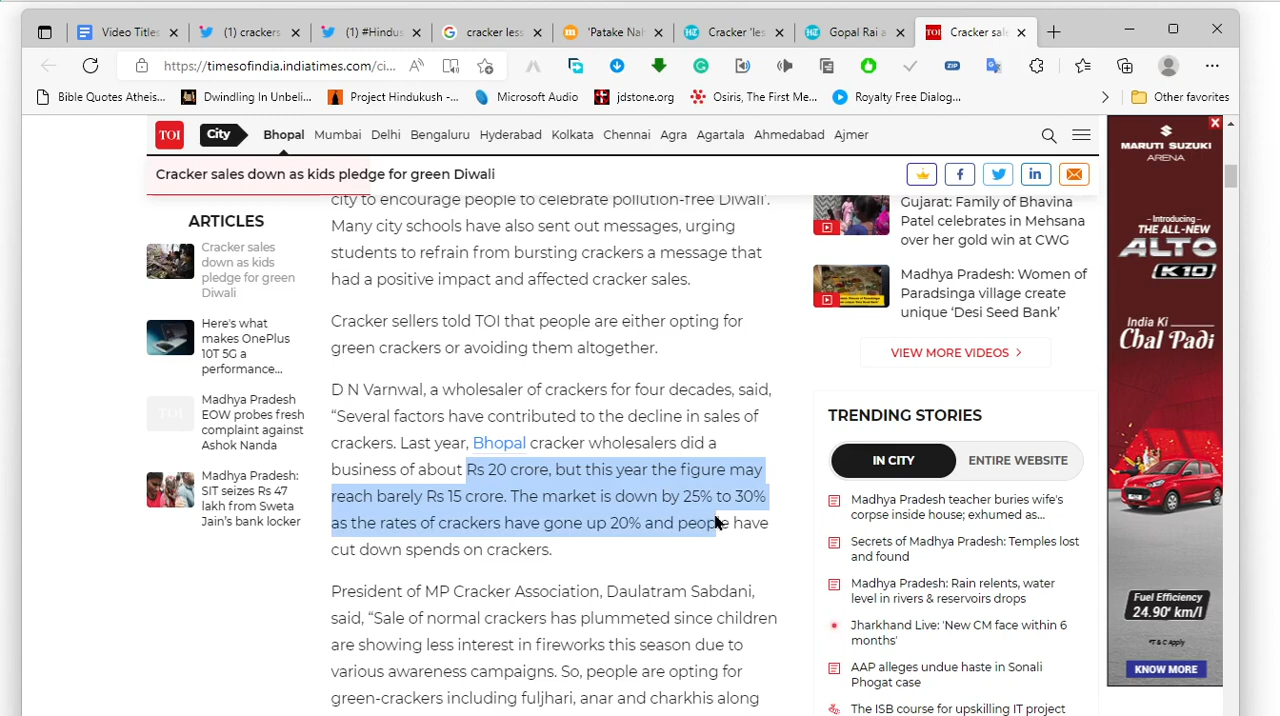 Video Titles
(1) crackers
(1) #Hindus
cracker less
'Patake Nah
Cracker 'les
Gopal Rai a
TOI
Cracker sale
https://timesofindia.indiatimes.com/ci...
ZIP
Bible Quotes Atheis...
Dwindling In Unbeli...
Project Hindukush -...
Microsoft Audio
jdstone.org
Osiris, The First Me...
Royalty Free Dialog...
Other favorites
TOI
City
Bhopal
Mumbai
Delhi
Bengaluru
Hyderabad
Kolkata
Chennai
Agra
Agartala
Ahmedabad
Ajmer
Cracker sales down as kids pledge for green Diwali
ARTICLES
Cracker sales
down as kids
pledge for green
Diwali
Here's what
makes OnePlus
10T 5G a
performance...
TOI
Madhya Pradesh
EOW probes fresh
complaint against
Ashok Nanda
Madhya Pradesh:
SIT seizes Rs 47
lakh from Sweta
Jain's bank locker
city to encourage people to celebrate pollution-free Diwali'.
Many city schools have also sent out messages, urging
students to refrain from bursting crackers a message that
had a positive impact and affected cracker sales.
Cracker sellers told TOI that people are either opting for
green crackers or avoiding them altogether.
D N Varnwal, a wholesaler of crackers for four decades, said,
“Several factors have contributed to the decline in sales of
crackers. Last year, Bhopal cracker wholesalers did a
business of about Rs 20 crore, but this year the figure may
reach barely Rs 15 crore. The market is down by 25% to 30%
as the rates of crackers have gone up 20% and people have
cut down spends on crackers.
President of MP Cracker Association, Daulatram Sabdani,
said, “Sale of normal crackers has plummeted since children
are showing less interest in fireworks this season due to
various awareness campaigns. So, people are opting for
green-crackers including fuljhari, anar and charkhis along
Gujarat: Family of Bhavina
Patel celebrates in Mehsana
over her gold win at CWG
Madhya Pradesh: Women of
Paradsinga village create
unique ‘Desi Seed Bank’
VIEW MORE VIDEOS
TRENDING STORIES
IN CITY
ENTIRE WEBSITE
Madhya Pradesh teacher buries wife's
corpse inside house; exhumed as...
Secrets of Madhya Pradesh: Temples lost
and found
Madhya Pradesh: Rain relents, water
level in rivers & reservoirs drops
Jharkhand Live: 'New CM face within 6
months'
AAP alleges undue haste in Sonali
Phogat case
The ISB course for upskilling IT project
MARUTI SUZUKI
ARENA
Introducing
THE ALL-NEW
ALTO
K10
India Ki
Chal Padi
Fuel Efficiency
24.90* km/l
*T & C Apply
KNOW MORE